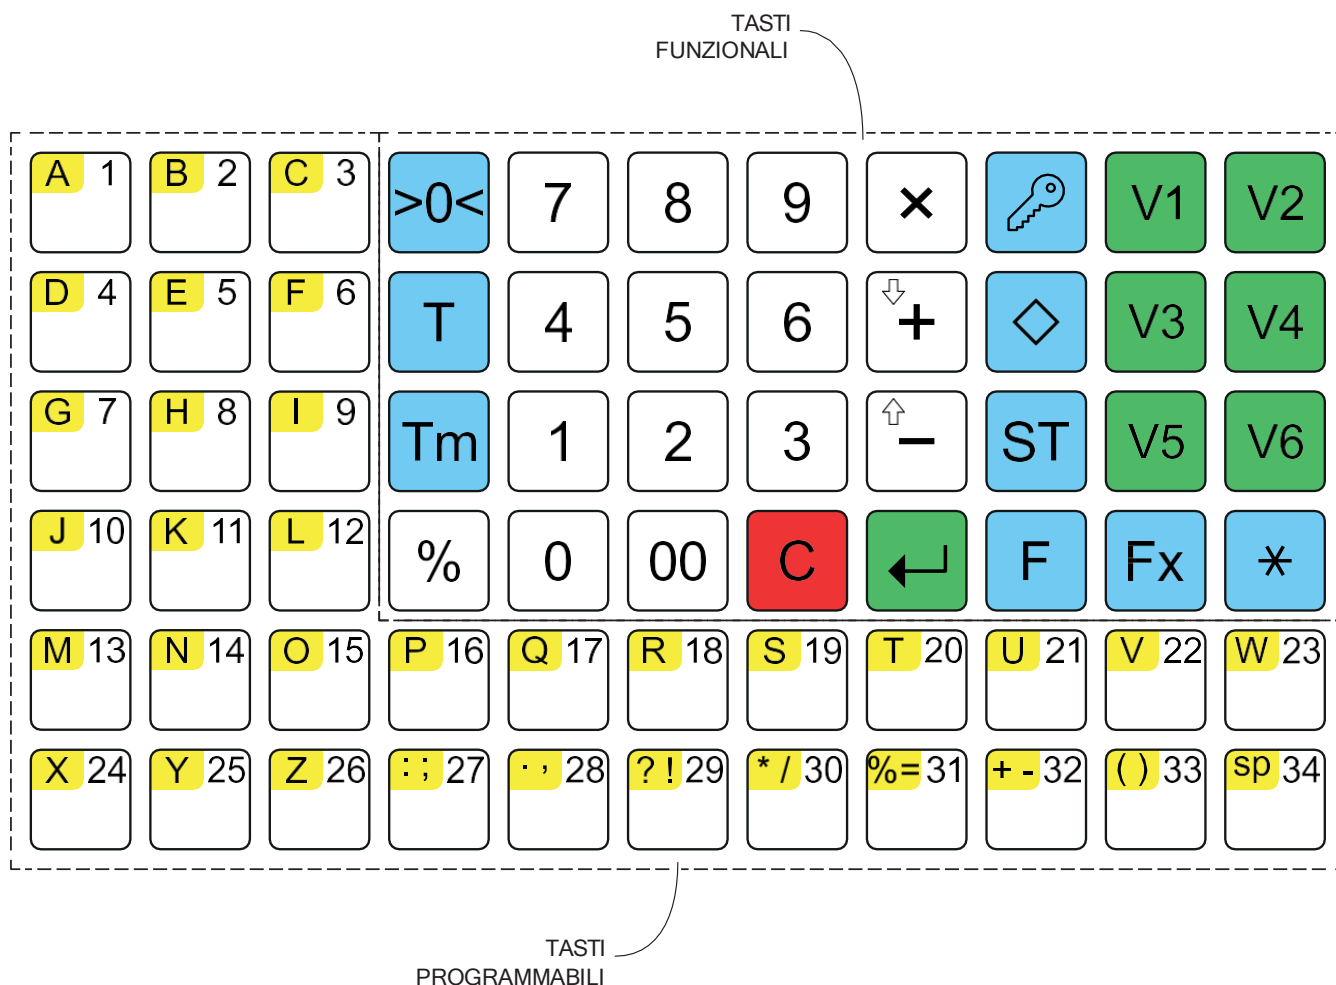 TASTI
FUNZIONALI
A 1 B 2 C 3 >0< 7 8 9 × V1 V2
D 4 E 5 F 6 T 4 5 6 + V3 V4
G 7 H 8 I 9 Tm 1 2 3 − ST V5 V6
J 10 K 11 L 12 % 0 00 C F Fx *
M 13 N 14 O 15 P 16 Q 17 R 18 S 19 T 20 U 21 V 22 W 23
X 24 Y 25 Z 26 : ; 27 . , 28 ? ! 29 * / 30 %= 31 + - 32 ( ) 33 sp 34
TASTI
PROGRAMMABILI